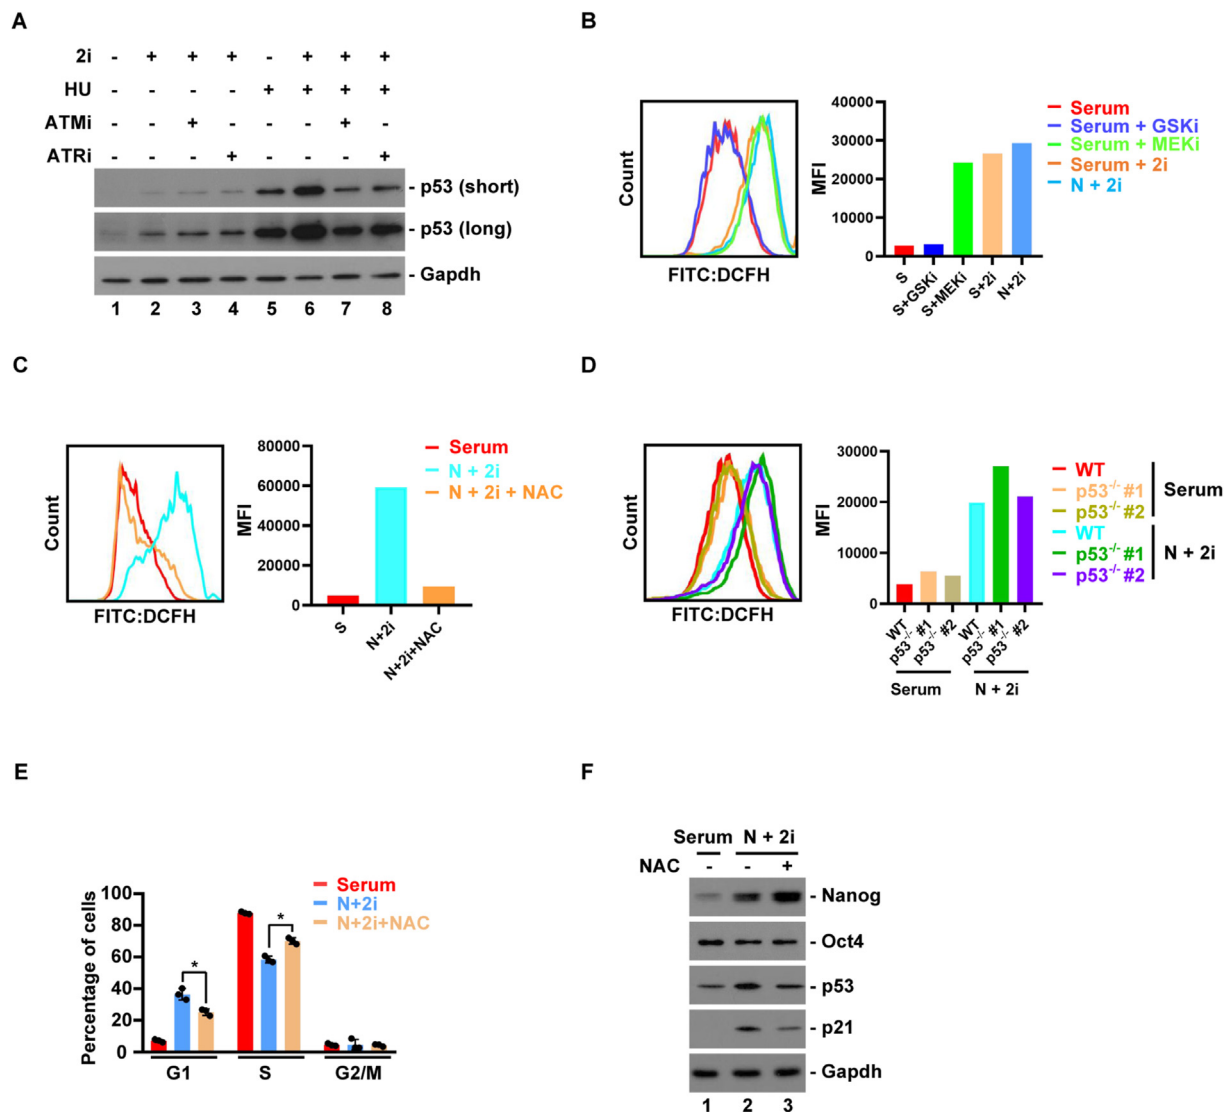 A
2i - + + + - + + +
HU - - - - + + + +
ATMi - - + - - - + -
ATRi - - - + - - - +
- p53 (short)
- p53 (long)
- Gapdh
1 2 3 4 5 6 7 8
B
Count
FITC:DCFH
MFI
40000
30000
20000
10000
0
S
S+GSKi
S+MEKi
S+2i
N+2i
Serum
Serum + GSKi
Serum + MEKi
Serum + 2i
N + 2i
C
Count
FITC:DCFH
MFI
80000
60000
40000
20000
0
S
N+2i
N+2i+NAC
Serum
N + 2i
N + 2i + NAC
D
Count
FITC:DCFH
MFI
30000
20000
10000
0
WT
p53-/- #1
p53-/- #2
WT
p53-/- #1
p53-/- #2
Serum
N + 2i
WT
p53-/- #1
p53-/- #2
Serum
WT
p53-/- #1
p53-/- #2
N + 2i
E
Percentage of cells
100
80
60
40
20
0
*
*
G1
S
G2/M
Serum
N+2i
N+2i+NAC
F
Serum N + 2i
NAC - - +
- Nanog
- Oct4
- p53
- p21
- Gapdh
1 2 3